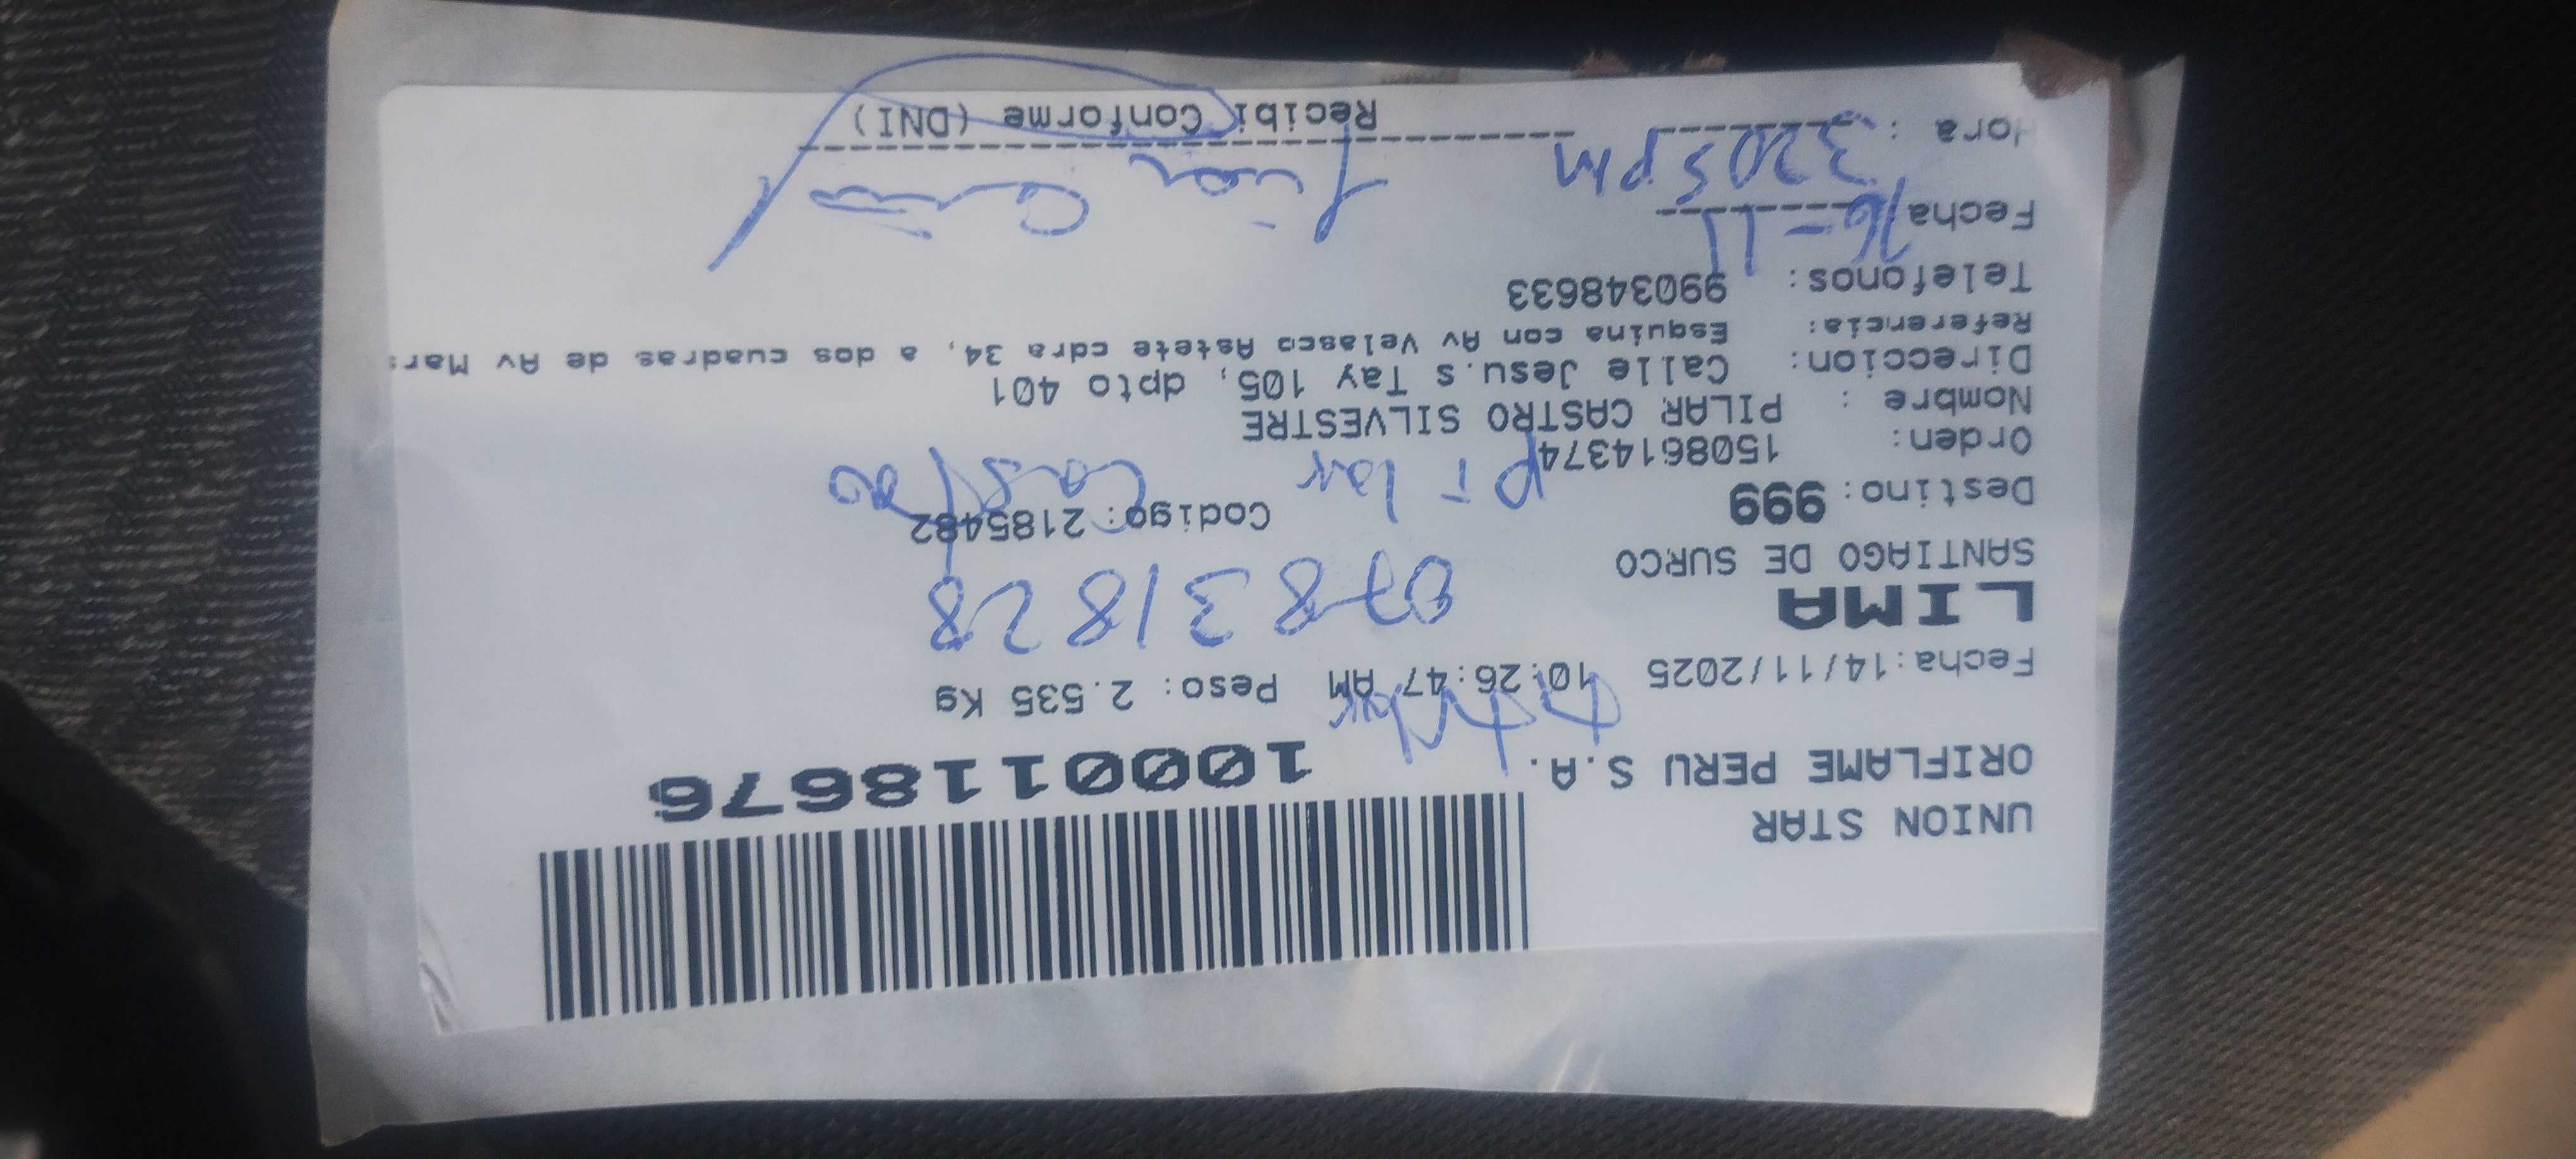 UNION STAR
ORIFLAME PERU S.A.
1000118676
Fecha:14/11/2025 10:26:47 AM Peso: 2.535 Kg
LIMA
07831828
SANTIAGO DE SURCO
Destino: 999 Codigo: 2185482
Pilar Castro
Orden: 1508614374
Nombre : PILAR CASTRO SILVESTRE
Direccion: Calle Jesu.s Tay 105, dpto 401
Referencia: Esquina con Av Velasco Astete cdra 34, a dos cuadras de Av Mar
Telefonos: 990348633
Fecha 16-11
Hora : 3205 PM
Recibi Conforme (DNI)